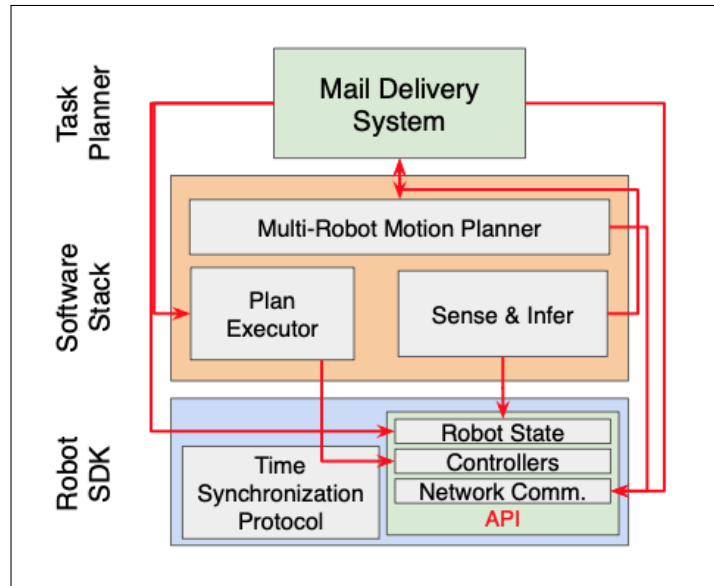 Task
Planner
Mail Delivery
System
Software
Stack
Multi-Robot Motion Planner
Plan
Executor
Sense & Infer
Robot
SDK
Time
Synchronization
Protocol
Robot State
Controllers
Network Comm.
API